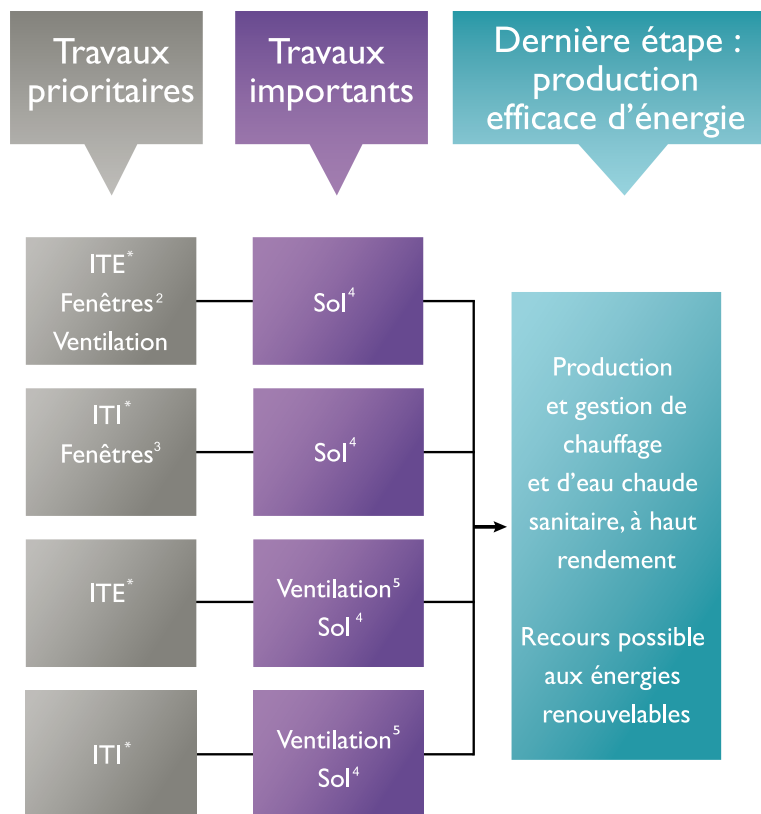 Travaux
prioritaires
Travaux
importants
Dernière étape :
production
efficace d’énergie
ITE*
Fenêtres²
Ventilation
Sol⁴
ITI*
Fenêtres³
Sol⁴
ITE*
Ventilation⁵
Sol⁴
ITI*
Ventilation⁵
Sol⁴
Production
et gestion de
chauffage
et d’eau chaude
sanitaire, à haut
rendement
Recours possible
aux énergies
renouvelables